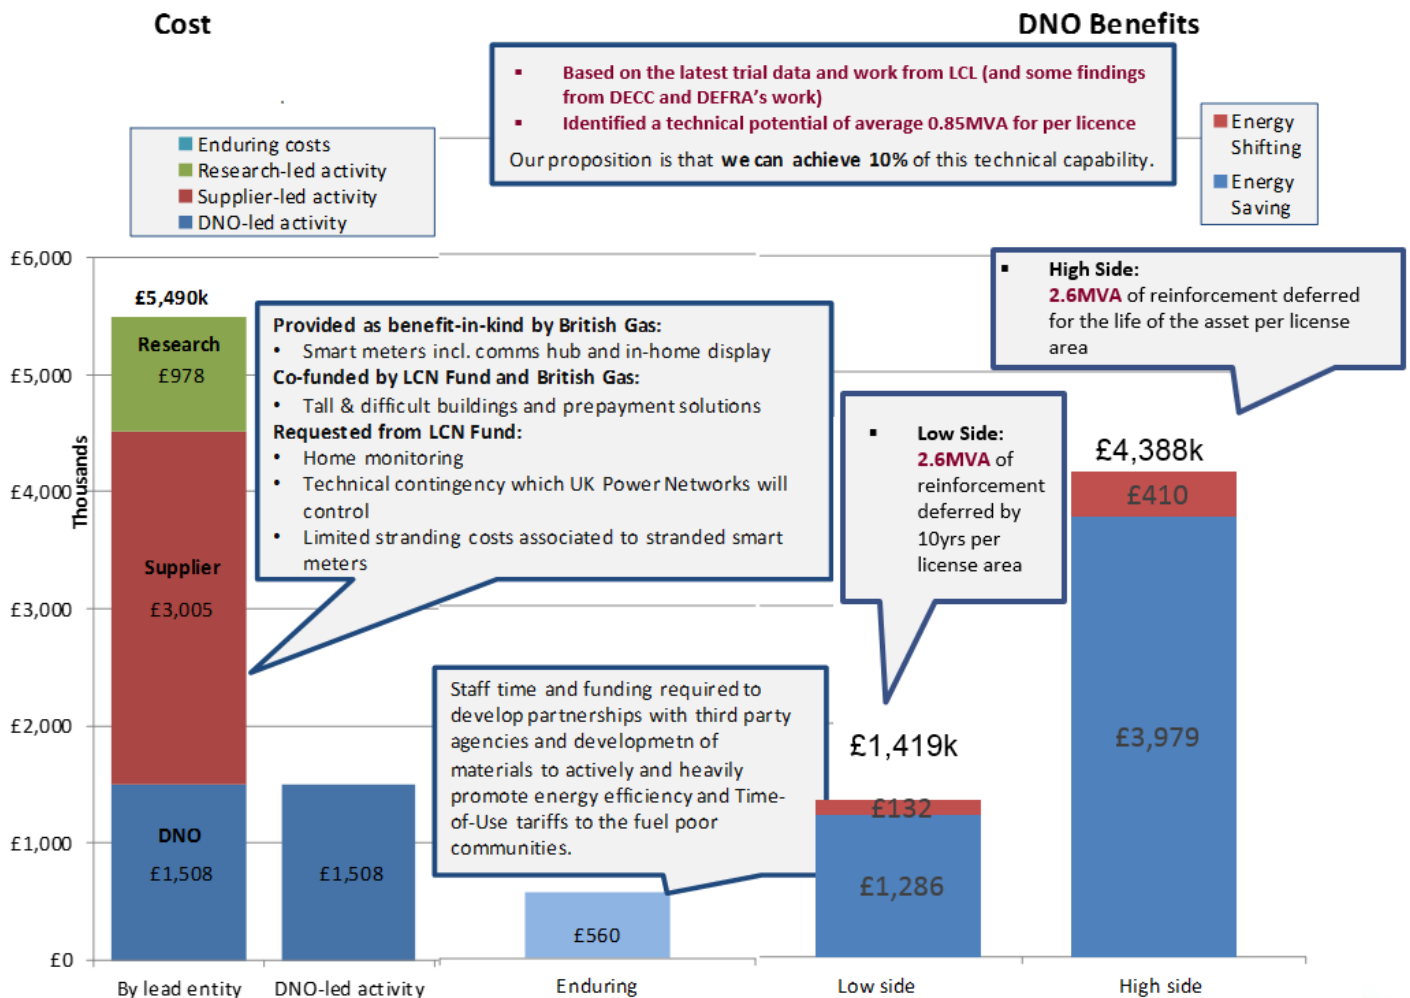 Cost
DNO Benefits
▪ Based on the latest trial data and work from LCL (and some findings
from DECC and DEFRA's work)
▪ Identified a technical potential of average 0.85MVA for per licence
Our proposition is that we can achieve 10% of this technical capability.
Enduring costs
Research-led activity
Supplier-led activity
DNO-led activity
Energy
Shifting
Energy
Saving
£6,000
£5,000
£4,000
£3,000
£2,000
£1,000
£0
Thousands
£5,490k
Research
£978
Supplier
£3,005
DNO
£1,508
£1,508
Provided as benefit-in-kind by British Gas:
• Smart meters incl. comms hub and in-home display
Co-funded by LCN Fund and British Gas:
• Tall & difficult buildings and prepayment solutions
Requested from LCN Fund:
• Home monitoring
• Technical contingency which UK Power Networks will
control
• Limited stranding costs associated to stranded smart
meters
Staff time and funding required to
develop partnerships with third party
agencies and developmetn of
materials to actively and heavily
promote energy efficiency and Time-
of-Use tariffs to the fuel poor
communities.
£560
▪ Low Side:
2.6MVA of
reinforcement
deferred by
10yrs per
license area
£1,419k
£132
£1,286
▪ High Side:
2.6MVA of reinforcement deferred
for the life of the asset per license
area
£4,388k
£410
£3,979
By lead entity
DNO-led activity
Enduring
Low side
High side